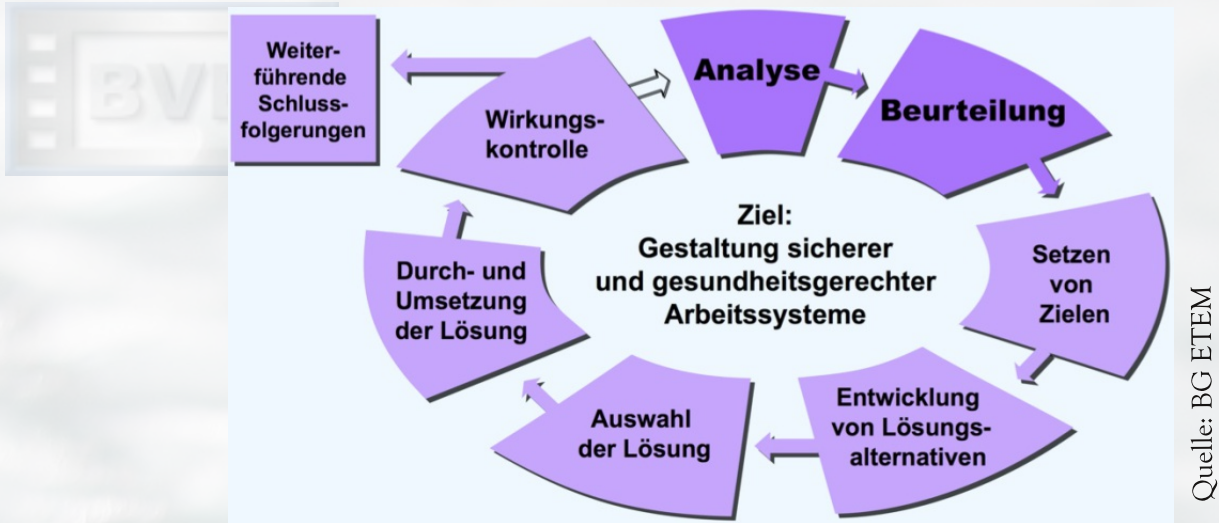 Weiter-
führende
Schluss-
folgerungen
Wirkungs-
kontrolle
Analyse
Beurteilung
Setzen
von
Zielen
Entwicklung
von Lösungs-
alternativen
Auswahl
der Lösung
Durch- und
Umsetzung
der Lösung
Ziel:
Gestaltung sicherer
und gesundheitsgerechter
Arbeitssysteme
Quelle: BG ETEM